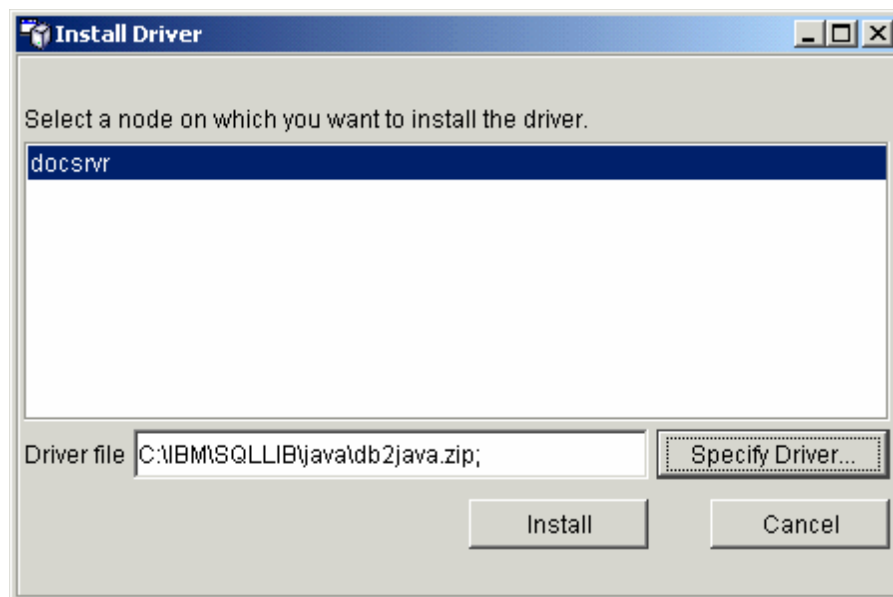 Install Driver
Select a node on which you want to install the driver.
docsrvr
Driver file C:\IBM\SQLLIB\java\db2java.zip; Specify Driver...
Install Cancel